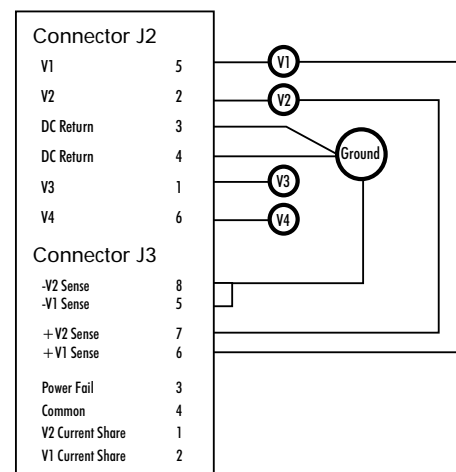 Connector J2
V1 5 V1
V2 2 V2
DC Return 3
DC Return 4 Ground
V3 1 V3
V4 6 V4
Connector J3
-V2 Sense 8
-V1 Sense 5
+V2 Sense 7
+V1 Sense 6
Power Fail 3
Common 4
V2 Current Share 1
V1 Current Share 2